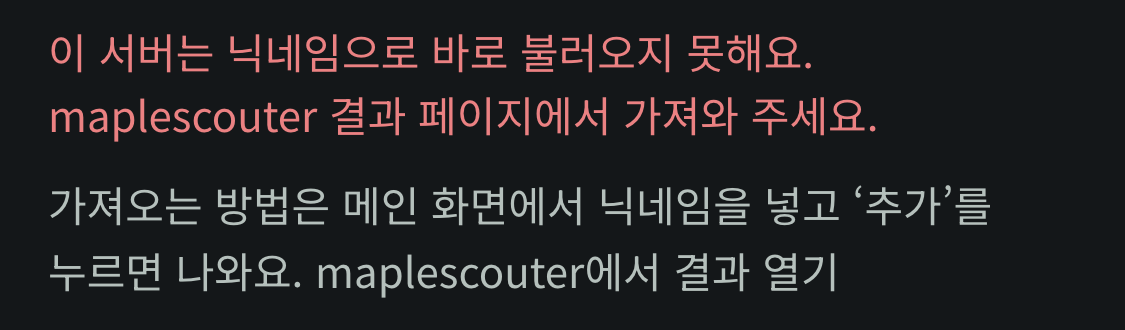 이 서버는 닉네임으로 바로 불러오지 못해요.
maplescouter 결과 페이지에서 가져와 주세요.
가져오는 방법은 메인 화면에서 닉네임을 넣고 ‘추가’를
누르면 나와요. maplescouter에서 결과 열기